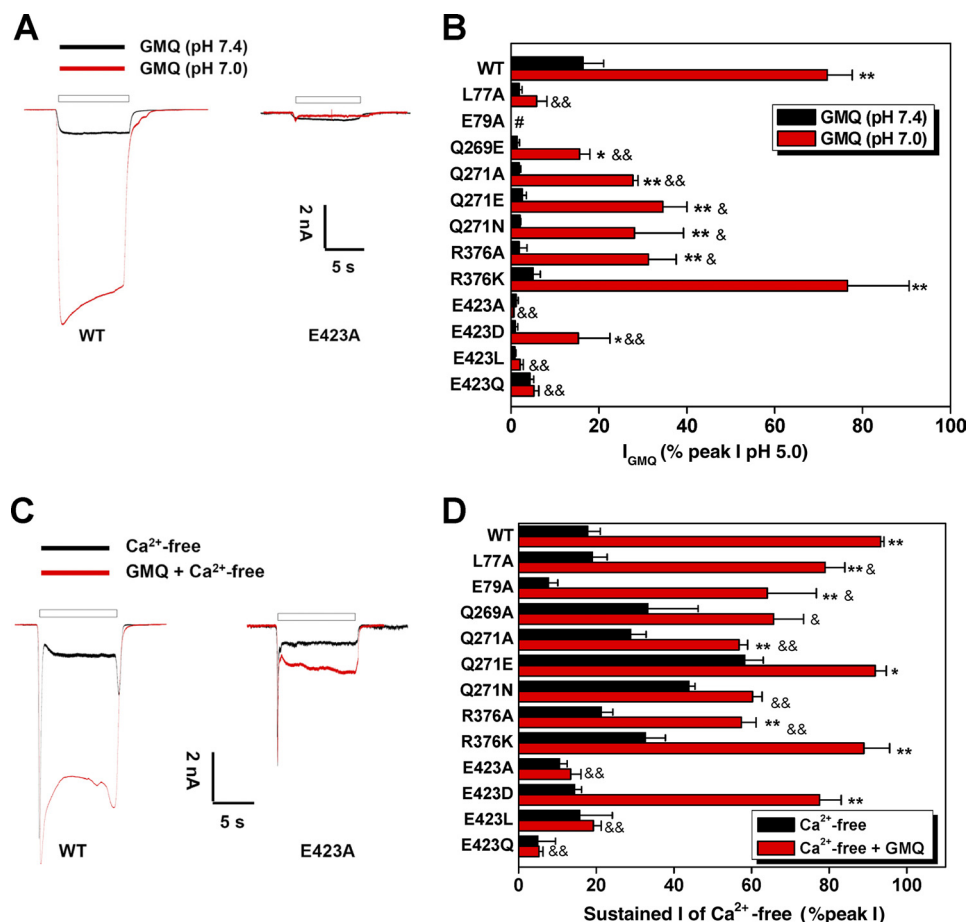 A
GMQ (pH 7.4)
GMQ (pH 7.0)
2 nA
5 s
WT
E423A
B
WT
**
L77A
&&
E79A
#
Q269E
* &&
Q271A
** &&
Q271E
** &
Q271N
** &
R376A
** &
R376K
**
E423A
&&
E423D
* &&
E423L
&&
E423Q
&&
GMQ (pH 7.4)
GMQ (pH 7.0)
0 20 40 60 80 100
I GMQ (% peak I pH 5.0)
C
Ca2+-free
GMQ + Ca2+-free
2 nA
5 s
WT
E423A
D
WT
**
L77A
** &
E79A
** &
Q269A
&
Q271A
** &&
Q271E
*
Q271N
&&
R376A
** &&
R376K
**
E423A
&&
E423D
**
E423L
&&
E423Q
&&
Ca2+-free
Ca2+-free + GMQ
0 20 40 60 80 100
Sustained I of Ca2+-free (%peak I)